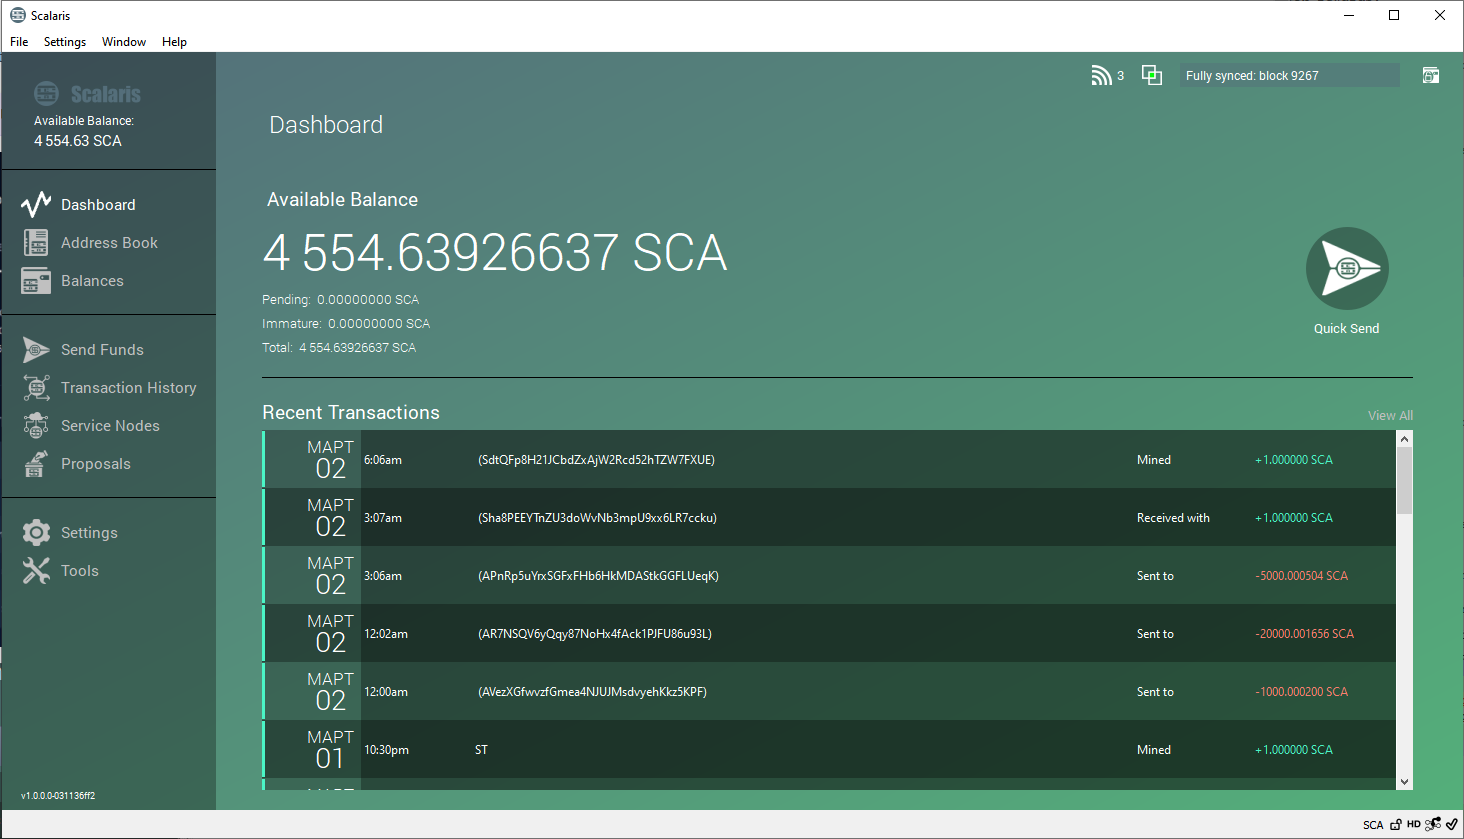 Scalaris
File Settings Window Help
Scalaris
Available Balance:
4 554.63 SCA
Dashboard
Address Book
Balances
Send Funds
Transaction History
Service Nodes
Proposals
Settings
Tools
v1.0.0.0-031136ff2
3 Fully synced: block 9267
Dashboard
Available Balance
4 554.63926637 SCA
Pending: 0.00000000 SCA
Immature: 0.00000000 SCA
Total: 4 554.63926637 SCA
Quick Send
Recent Transactions
View All
МАРТ
02 6:06am (SdtQFp8H21JCbdZxAjW2Rcd52hTZW7FXUE) Mined +1.000000 SCA
МАРТ
02 3:07am (Sha8PEEYTnZU3doWvNb3mpU9xx6LR7ccku) Received with +1.000000 SCA
МАРТ
02 3:06am (APnRp5uYrxSGFxFHb6HkMDAStkGGFLUeqK) Sent to -5000.000504 SCA
МАРТ
02 12:02am (AR7NSQV6yQqy87NoHx4fAck1PJFU86u93L) Sent to -20000.001656 SCA
МАРТ
02 12:00am (AVezXGfwvzfGmea4NJUJMsdvyehKkz5KPF) Sent to -1000.000200 SCA
МАРТ
01 10:30pm ST Mined +1.000000 SCA
SCA HD